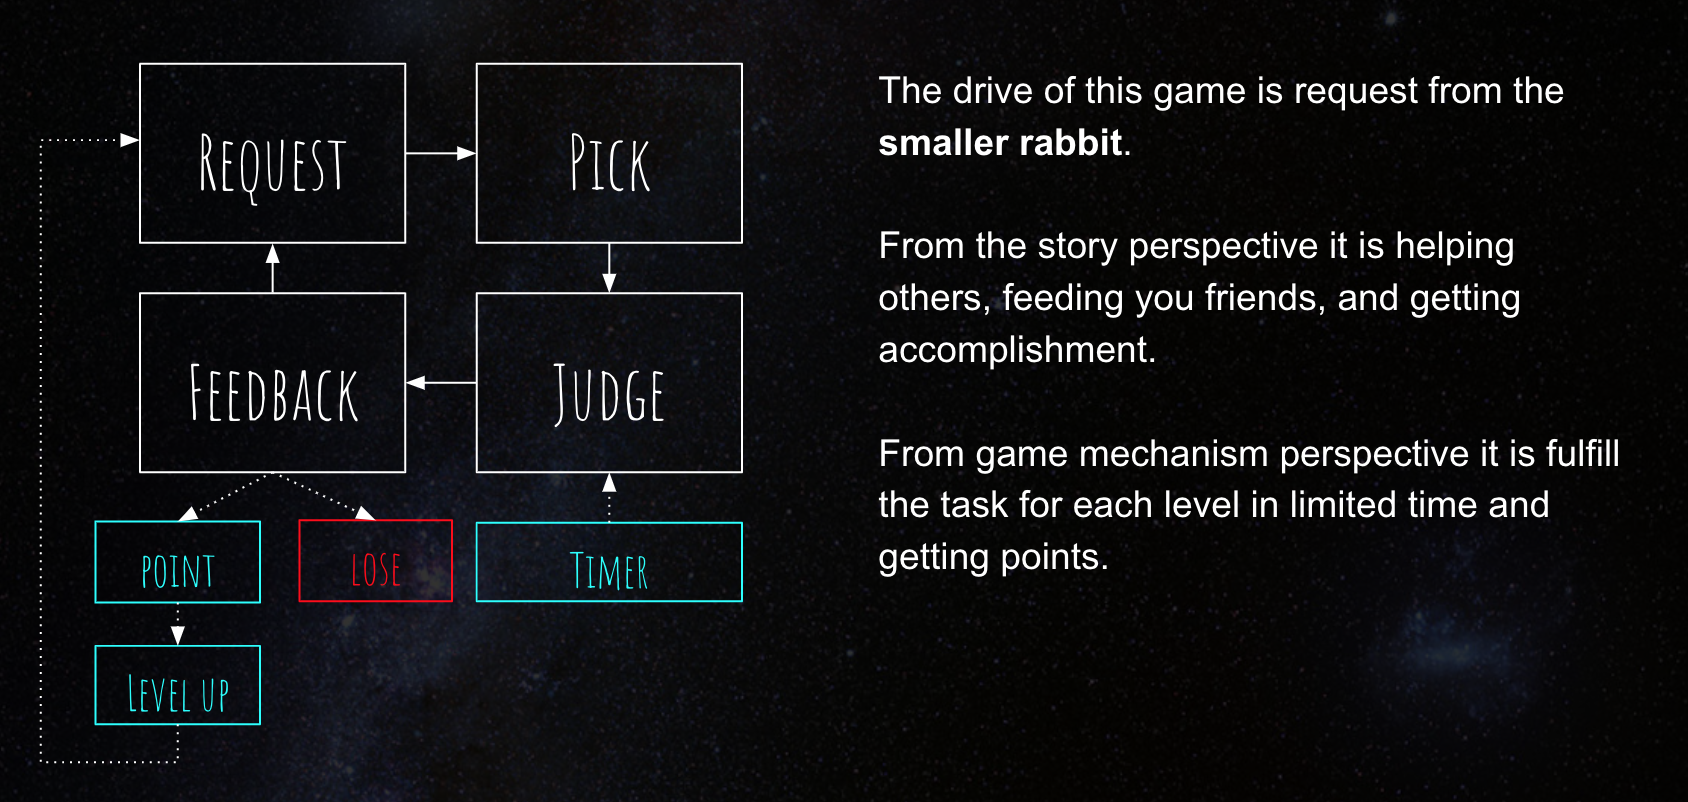 Request
Pick
Feedback
Judge
point
lose
Timer
Level up
The drive of this game is request from the
smaller rabbit.
From the story perspective it is helping
others, feeding you friends, and getting
accomplishment.
From game mechanism perspective it is fulfill
the task for each level in limited time and
getting points.